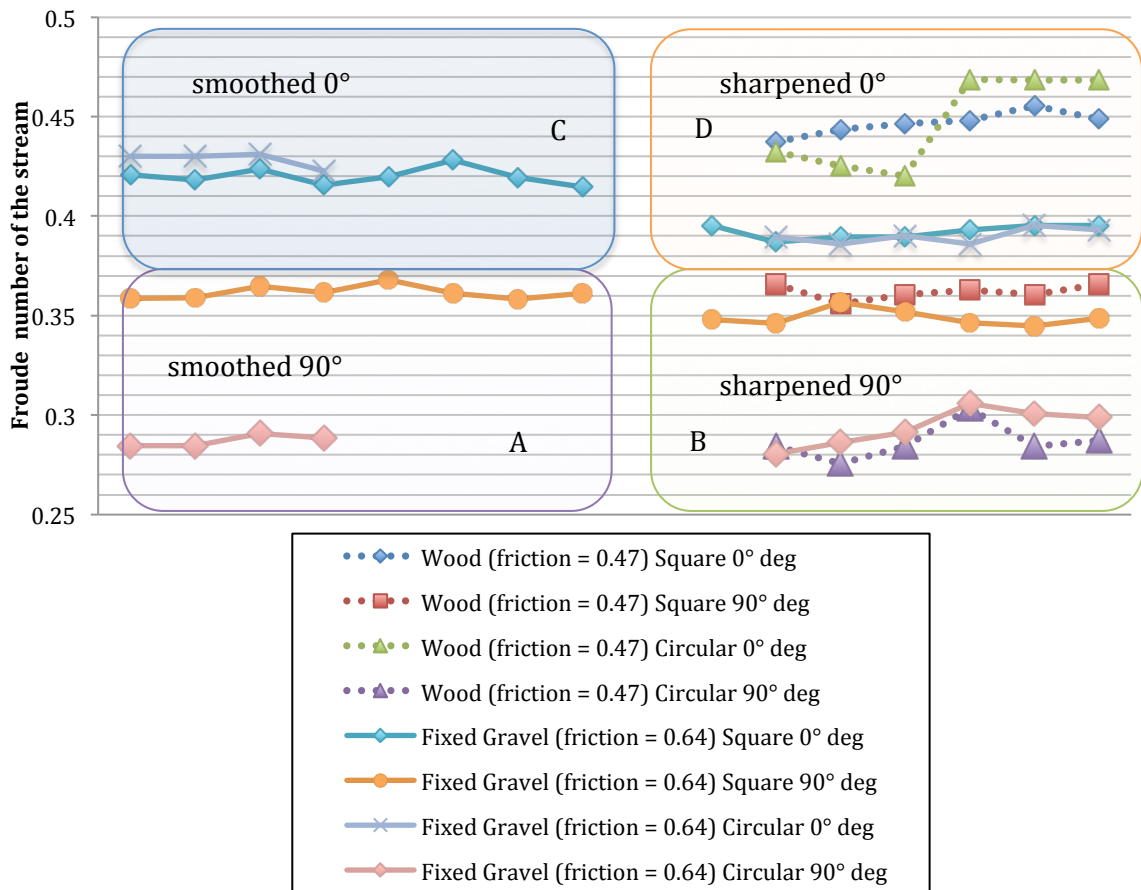 0.5
0.45
0.4
0.35
0.3
0.25
Froude number of the stream
smoothed 0°
C
sharpened 0°
D
smoothed 90°
A
sharpened 90°
B
Wood (friction = 0.47) Square 0° deg
Wood (friction = 0.47) Square 90° deg
Wood (friction = 0.47) Circular 0° deg
Wood (friction = 0.47) Circular 90° deg
Fixed Gravel (friction = 0.64) Square 0° deg
Fixed Gravel (friction = 0.64) Square 90° deg
Fixed Gravel (friction = 0.64) Circular 0° deg
Fixed Gravel (friction = 0.64) Circular 90° deg